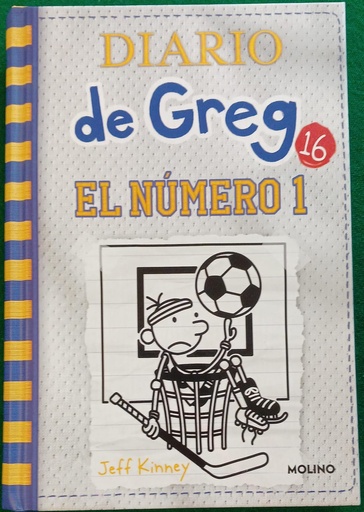 DIARIO
de Greg
16
EL NÚMERO 1
Jeff Kinney
MOLINO